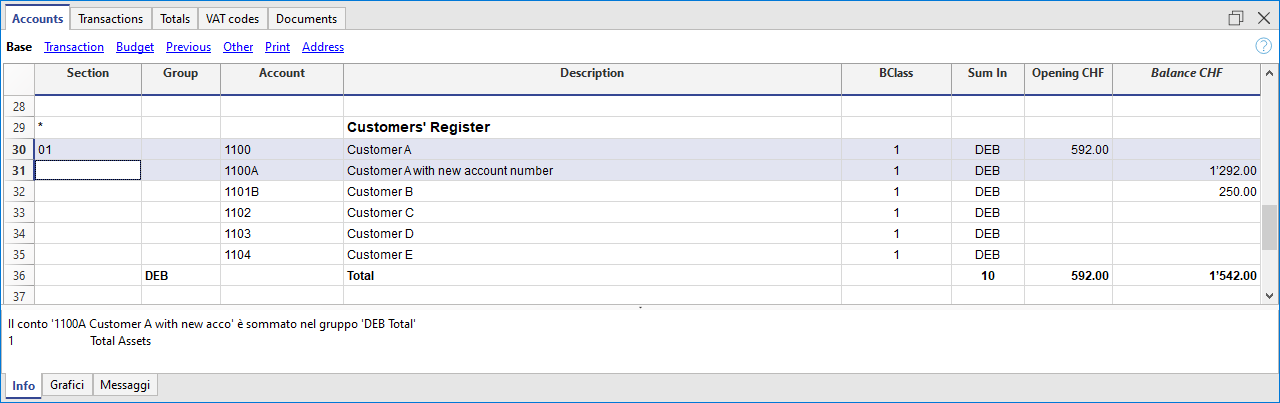 Accounts Transactions Totals VAT codes Documents
Base Transaction Budget Previous Other Print Address ?
Section Group Account Description BClass Sum In Opening CHF Balance CHF
28
29 * Customers' Register
30 01 1100 Customer A 1 DEB 592.00
31 1100A Customer A with new account number 1 DEB 1'292.00
32 1101B Customer B 1 DEB 250.00
33 1102 Customer C 1 DEB
34 1103 Customer D 1 DEB
35 1104 Customer E 1 DEB
36 DEB Total 10 592.00 1'542.00
37
Il conto '1100A Customer A with new acco' è sommato nel gruppo 'DEB Total'
1 Total Assets
Info Grafici Messaggi